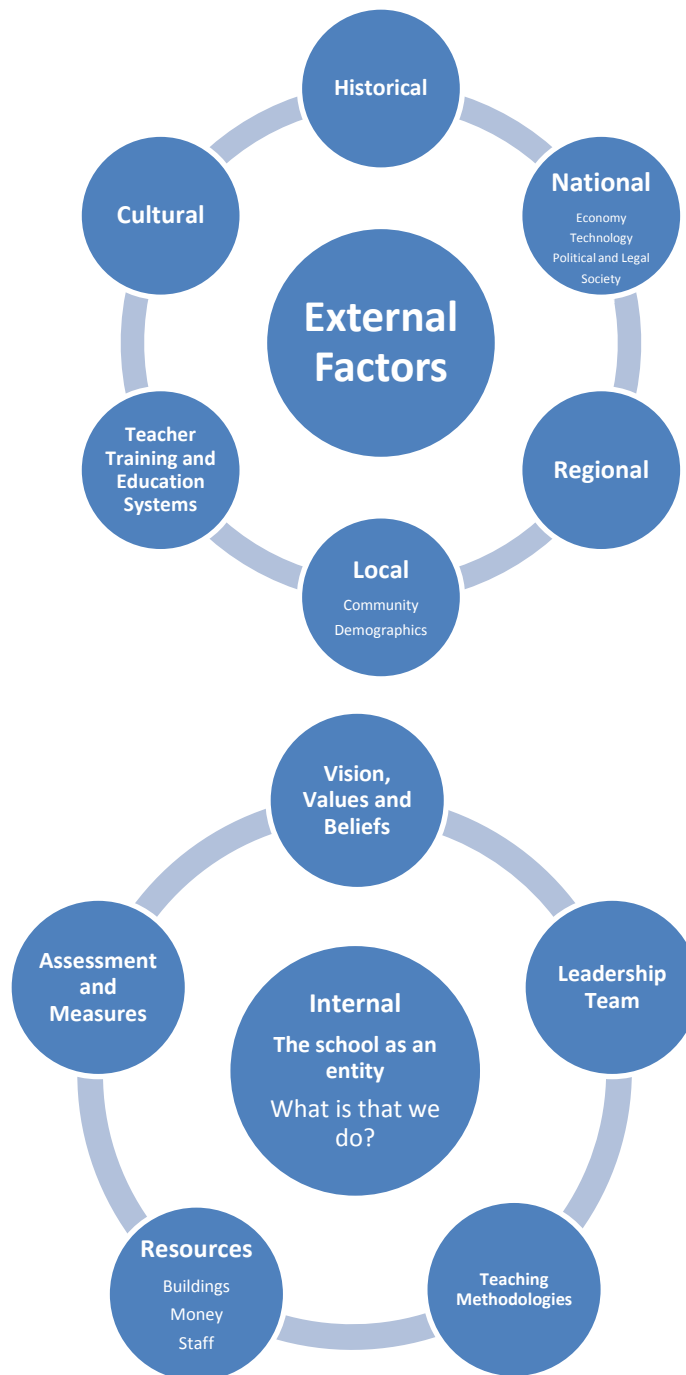 Historical
National
Economy
Technology
Political and Legal
Society
Cultural
External
Factors
Teacher
Training and
Education
Systems
Regional
Local
Community
Demographics
Vision,
Values and
Beliefs
Assessment
and
Measures
Leadership
Team
Internal
The school as an
entity
What is that we
do?
Resources
Buildings
Money
Staff
Teaching
Methodologies